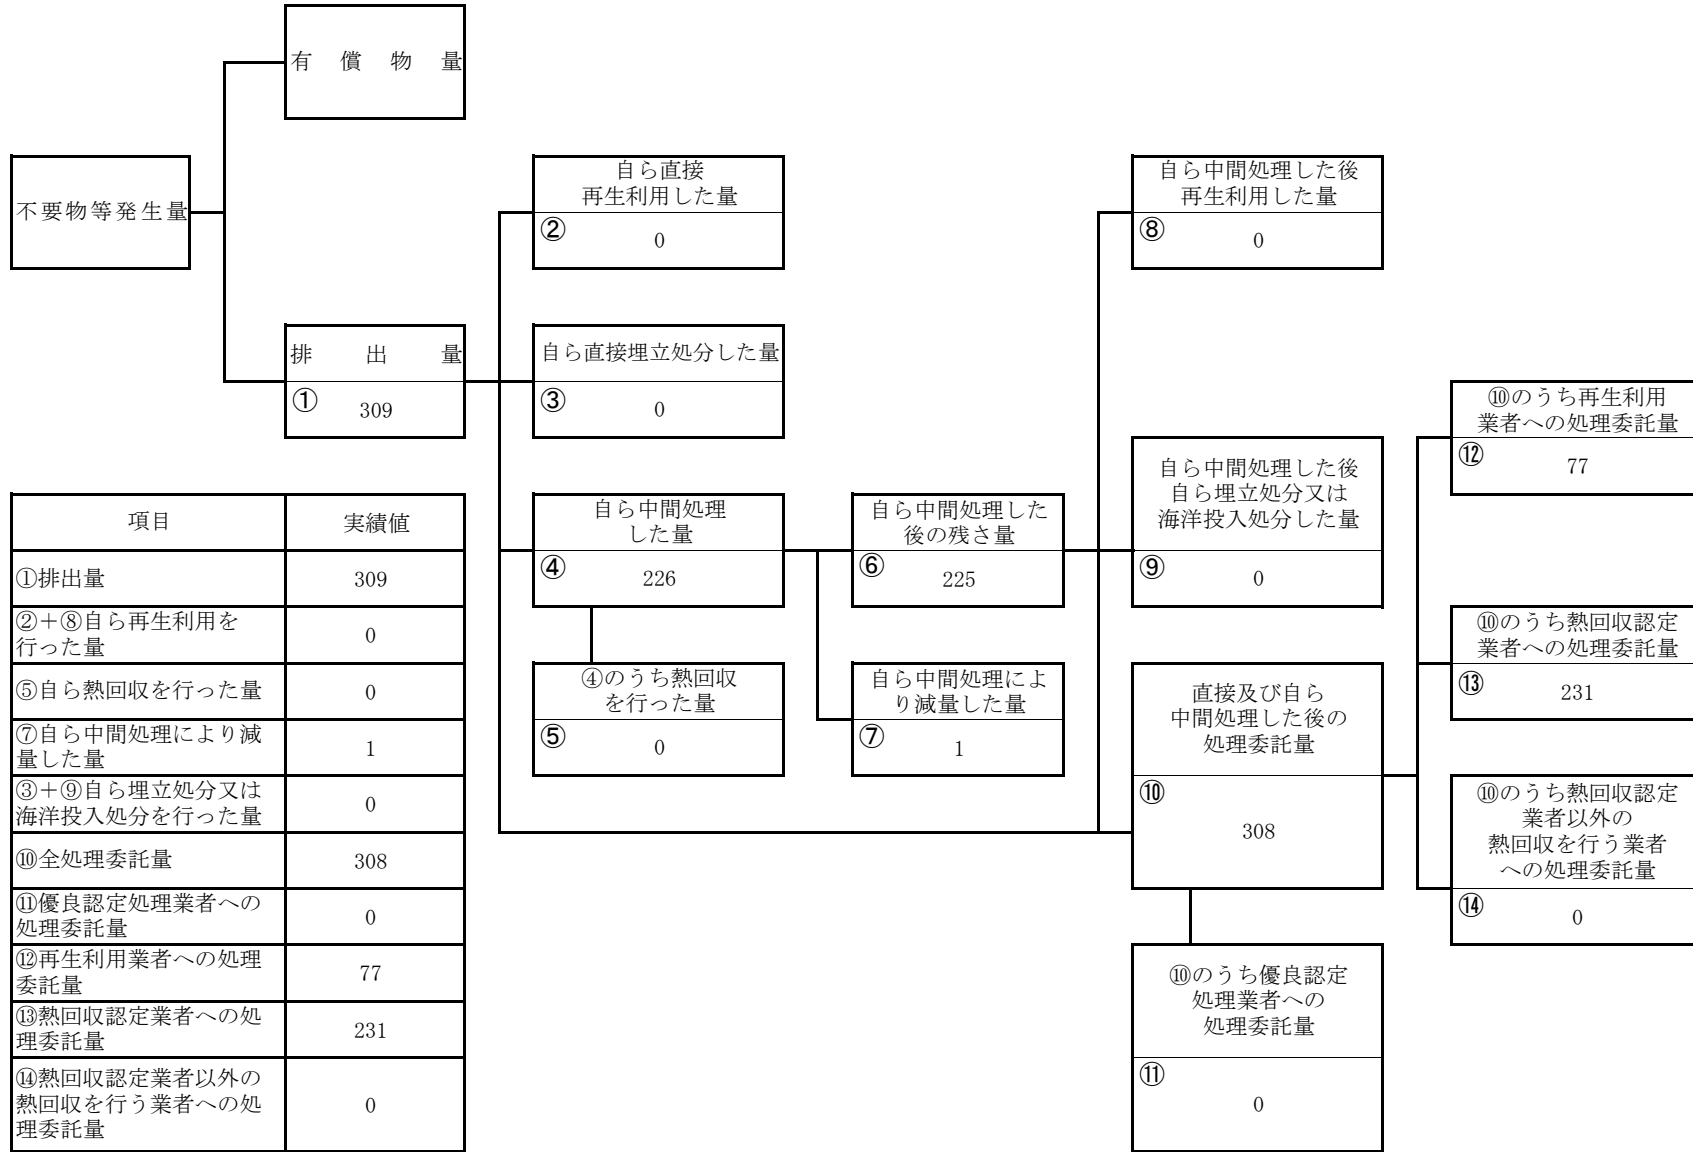 有償物量
不要物等発生量
排出量
① 309
自ら直接
再生利用した量
② 0
自ら直接埋立処分した量
③ 0
自ら中間処理
した量
④ 226
④のうち熱回収
を行った量
⑤ 0
自ら中間処理した
後の残さ量
⑥ 225
自ら中間処理によ
り減量した量
⑦ 1
自ら中間処理した後
再生利用した量
⑧ 0
自ら中間処理した後
自ら埋立処分又は
海洋投入処分した量
⑨ 0
直接及び自ら
中間処理した後の
処理委託量
⑩
308
⑩のうち優良認定
処理業者への
処理委託量
⑪
0
⑩のうち再生利用
業者への処理委託量
⑫ 77
⑩のうち熱回収認定
業者への処理委託量
⑬ 231
⑩のうち熱回収認定
業者以外の
熱回収を行う業者
への処理委託量
⑭ 0
項目 実績値
①排出量 309
②＋⑧自ら再生利用を
行った量 0
⑤自ら熱回収を行った量 0
⑦自ら中間処理により減
量した量 1
③＋⑨自ら埋立処分又は
海洋投入処分を行った量 0
⑩全処理委託量 308
⑪優良認定処理業者への
処理委託量 0
⑫再生利用業者への処理
委託量 77
⑬熱回収認定業者への処
理委託量 231
⑭熱回収認定業者以外の
熱回収を行う業者への処
理委託量 0